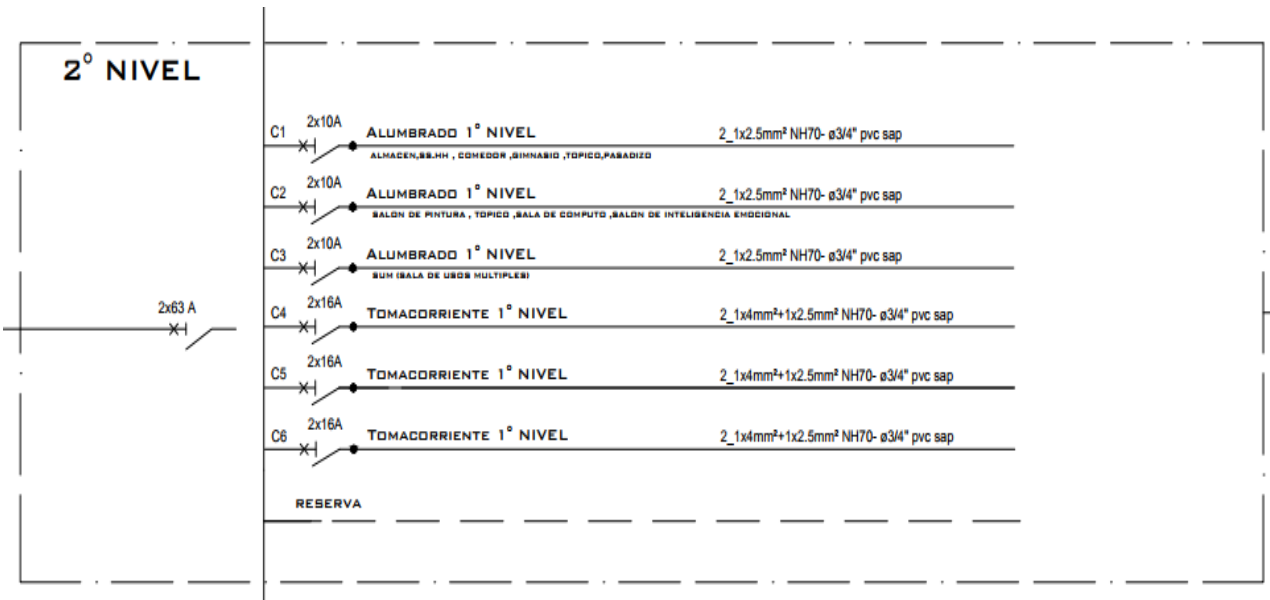 2° NIVEL
2x63 A
C1 2x10A ALUMBRADO 1° NIVEL 2_1x2.5mm² NH70- ø3/4" pvc sap
ALMACEN,SS.HH , COMEDOR ,GIMNASIO ,TOPICO,PASADIZO
C2 2x10A ALUMBRADO 1° NIVEL 2_1x2.5mm² NH70- ø3/4" pvc sap
SALON DE PINTURA , TOPICO ,SALA DE COMPUTO ,SALON DE INTELIGENCIA EMOCIONAL
C3 2x10A ALUMBRADO 1° NIVEL 2_1x2.5mm² NH70- ø3/4" pvc sap
SUM (SALA DE USOS MULTIPLES)
C4 2x16A TOMACORRIENTE 1° NIVEL 2_1x4mm²+1x2.5mm² NH70- ø3/4" pvc sap
C5 2x16A TOMACORRIENTE 1° NIVEL 2_1x4mm²+1x2.5mm² NH70- ø3/4" pvc sap
C6 2x16A TOMACORRIENTE 1° NIVEL 2_1x4mm²+1x2.5mm² NH70- ø3/4" pvc sap
RESERVA